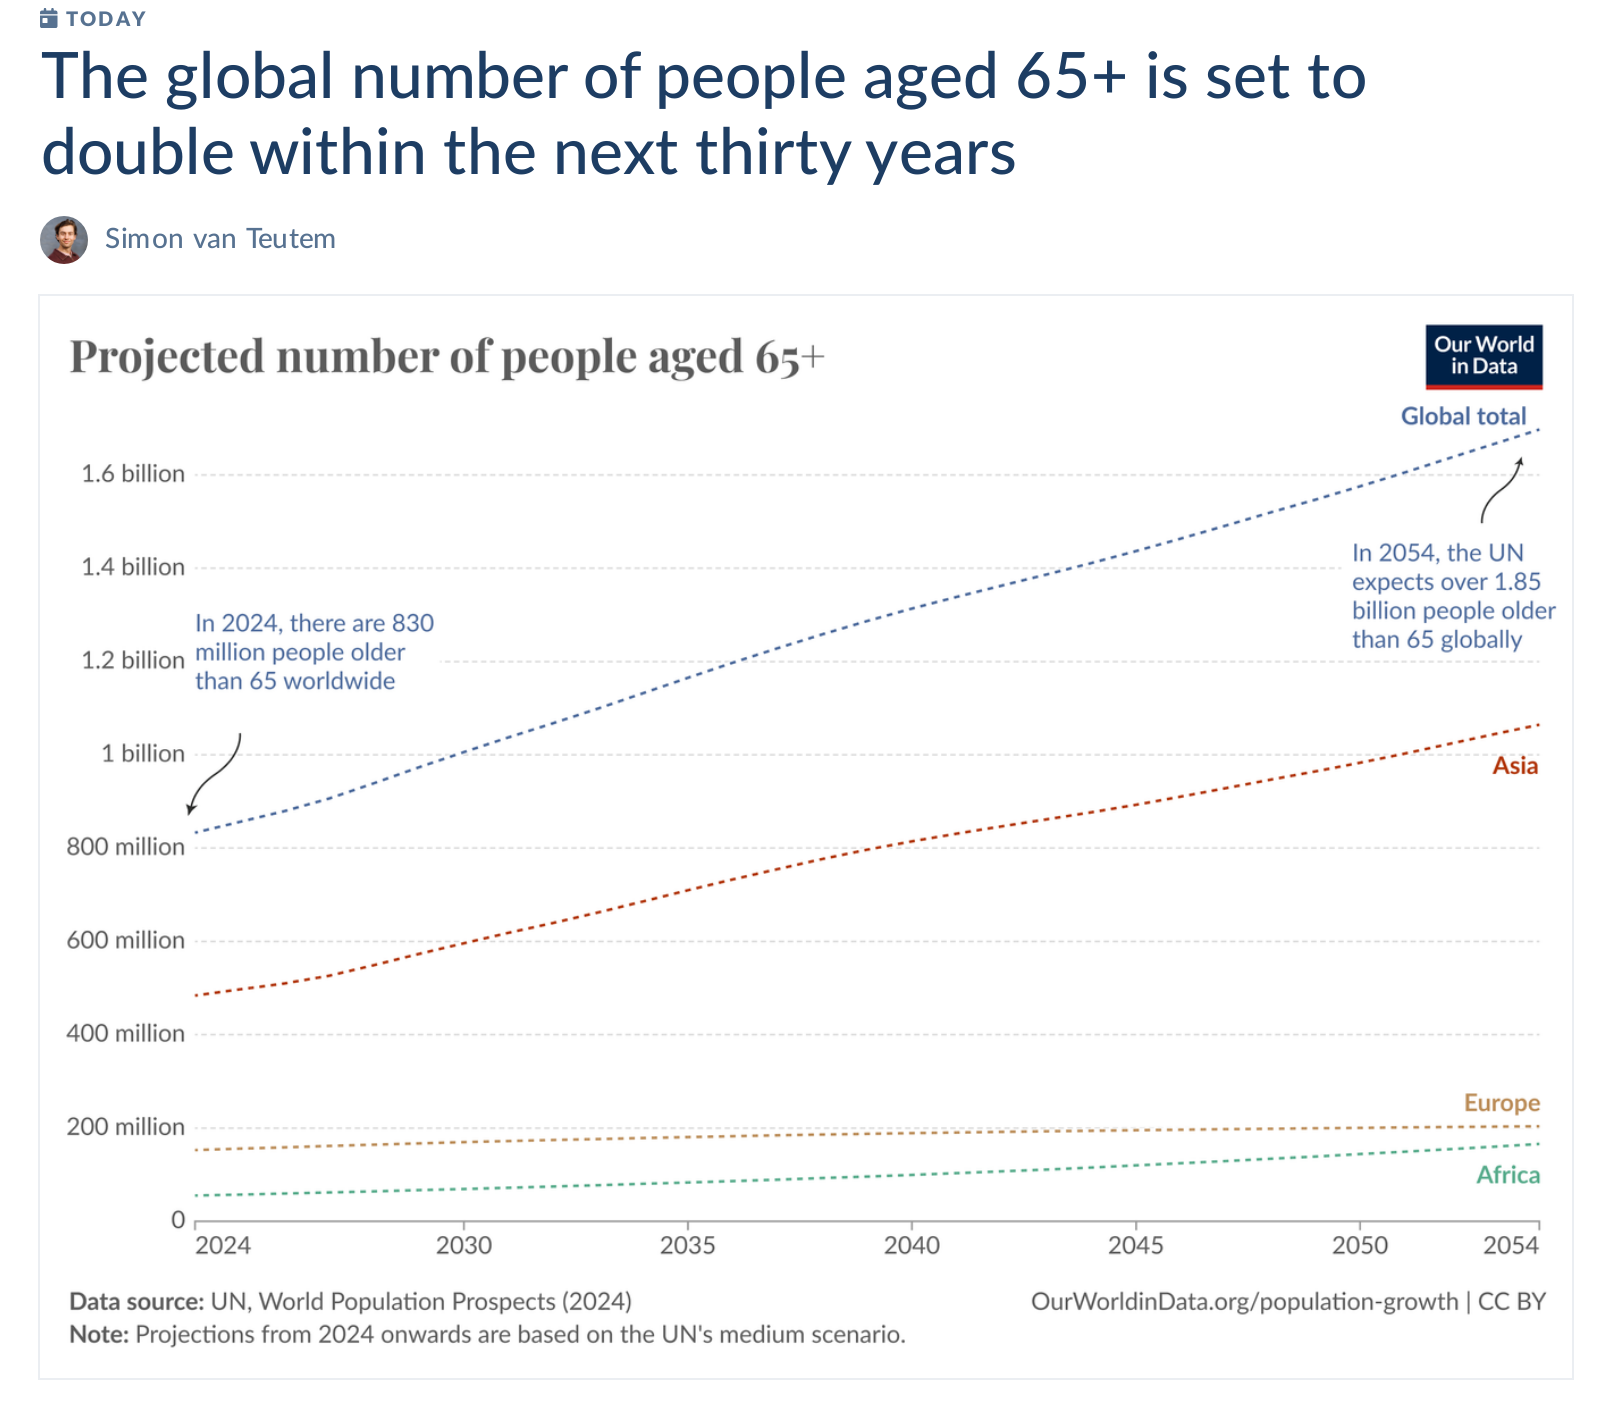 TODAY
The global number of people aged 65+ is set to
double within the next thirty years
Simon van Teutem
Projected number of people aged 65+
Our World
in Data
Global total
1.6 billion
1.4 billion
In 2054, the UN
expects over 1.85
billion people older
than 65 globally
In 2024, there are 830
million people older
than 65 worldwide
1.2 billion
1 billion
Asia
800 million
600 million
400 million
Europe
200 million
Africa
0
2024 2030 2035 2040 2045 2050 2054
Data source: UN, World Population Prospects (2024)
OurWorldinData.org/population-growth | CC BY
Note: Projections from 2024 onwards are based on the UN's medium scenario.